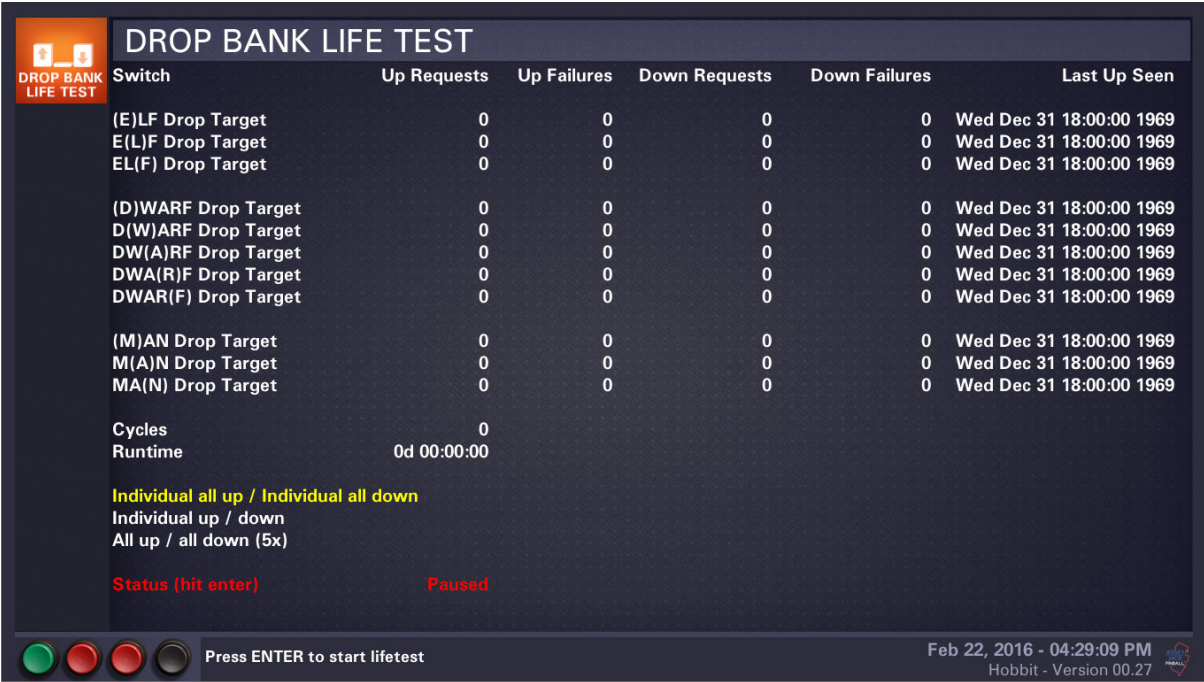 DROP BANK LIFE TEST
DROP BANK
LIFE TEST
Switch Up Requests Up Failures Down Requests Down Failures Last Up Seen
(E)LF Drop Target 0 0 0 0 Wed Dec 31 18:00:00 1969
E(L)F Drop Target 0 0 0 0 Wed Dec 31 18:00:00 1969
EL(F) Drop Target 0 0 0 0 Wed Dec 31 18:00:00 1969
(D)WARF Drop Target 0 0 0 0 Wed Dec 31 18:00:00 1969
D(W)ARF Drop Target 0 0 0 0 Wed Dec 31 18:00:00 1969
DW(A)RF Drop Target 0 0 0 0 Wed Dec 31 18:00:00 1969
DWA(R)F Drop Target 0 0 0 0 Wed Dec 31 18:00:00 1969
DWAR(F) Drop Target 0 0 0 0 Wed Dec 31 18:00:00 1969
(M)AN Drop Target 0 0 0 0 Wed Dec 31 18:00:00 1969
M(A)N Drop Target 0 0 0 0 Wed Dec 31 18:00:00 1969
MA(N) Drop Target 0 0 0 0 Wed Dec 31 18:00:00 1969
Cycles 0
Runtime 0d 00:00:00
Individual all up / Individual all down
Individual up / down
All up / all down (5x)
Status (hit enter) Paused
Press ENTER to start lifetest
Feb 22, 2016 - 04:29:09 PM
Hobbit - Version 00.27